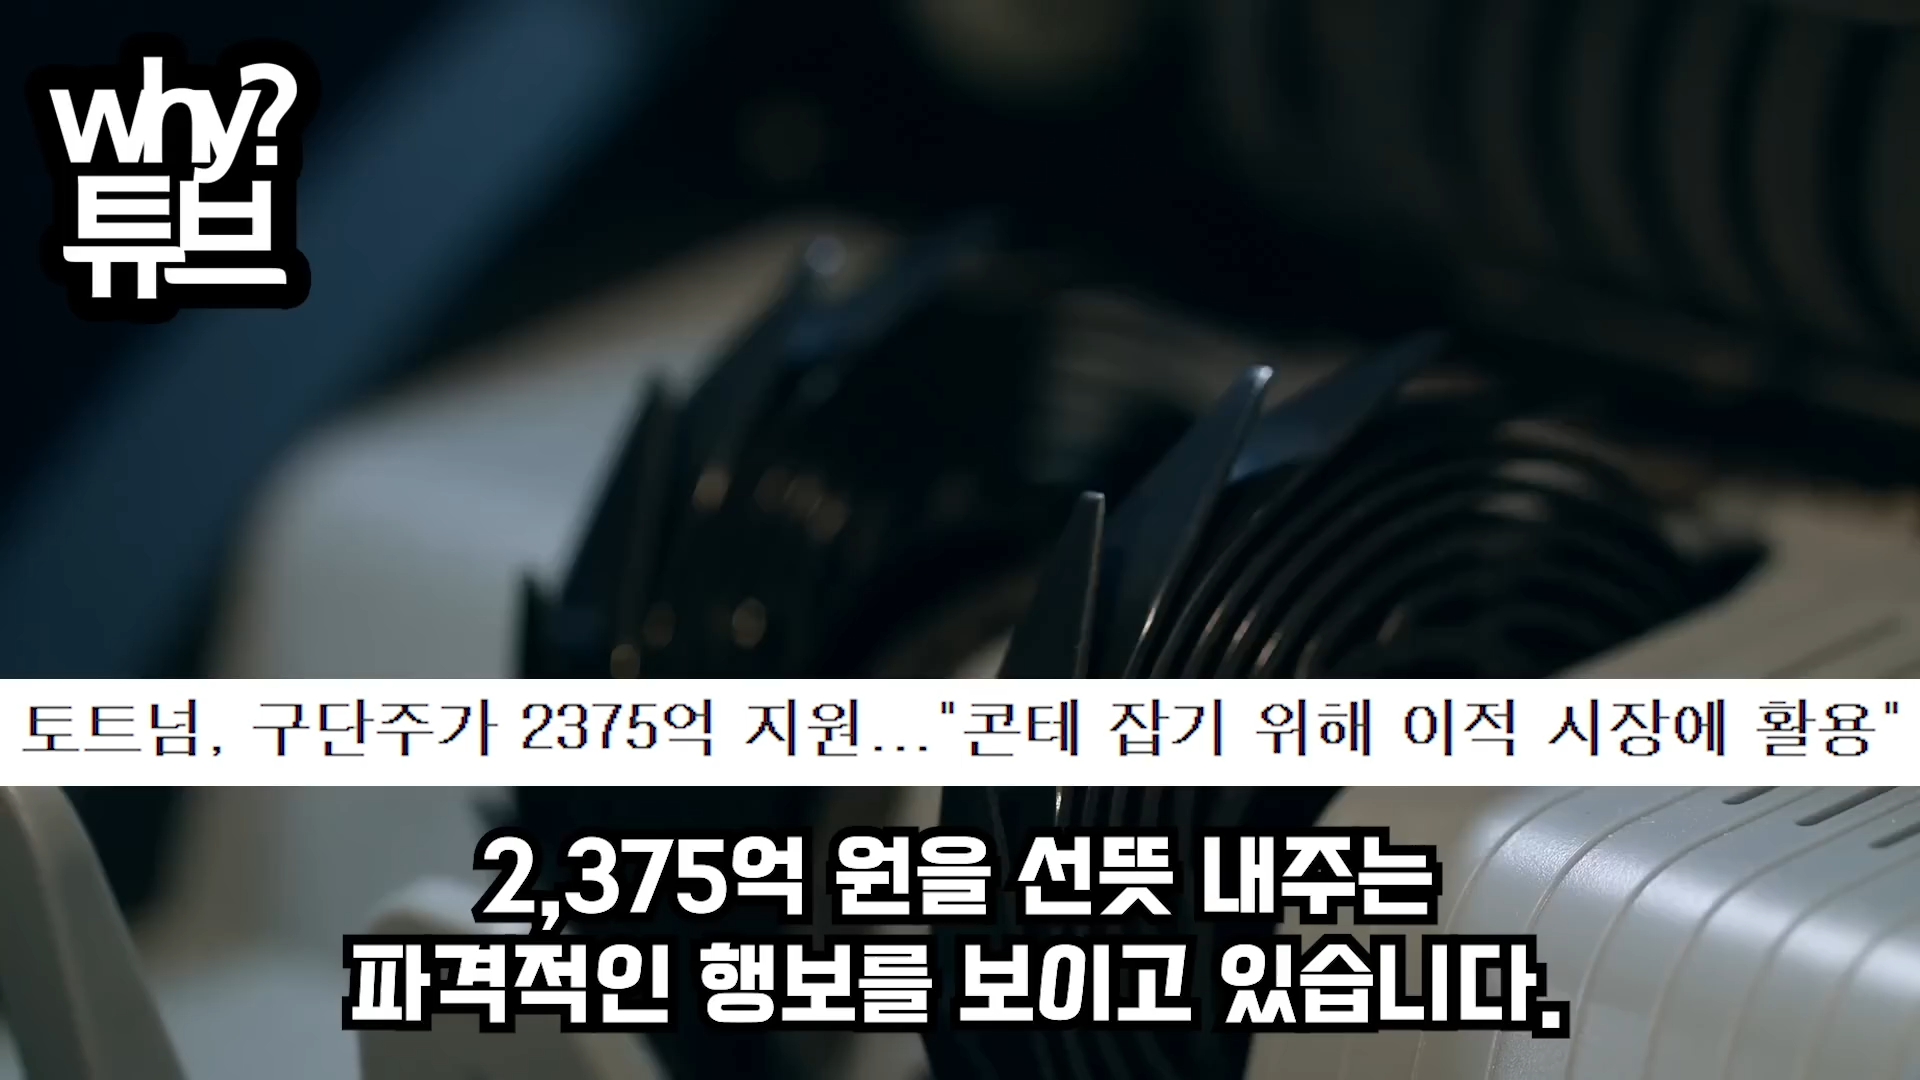 why?
튜브
토트넘, 구단주가 2375억 지원..."콘테 잡기 위해 이적 시장에 활용"
2,375억 원을 선뜻 내주는
파격적인 행보를 보이고 있습니다.